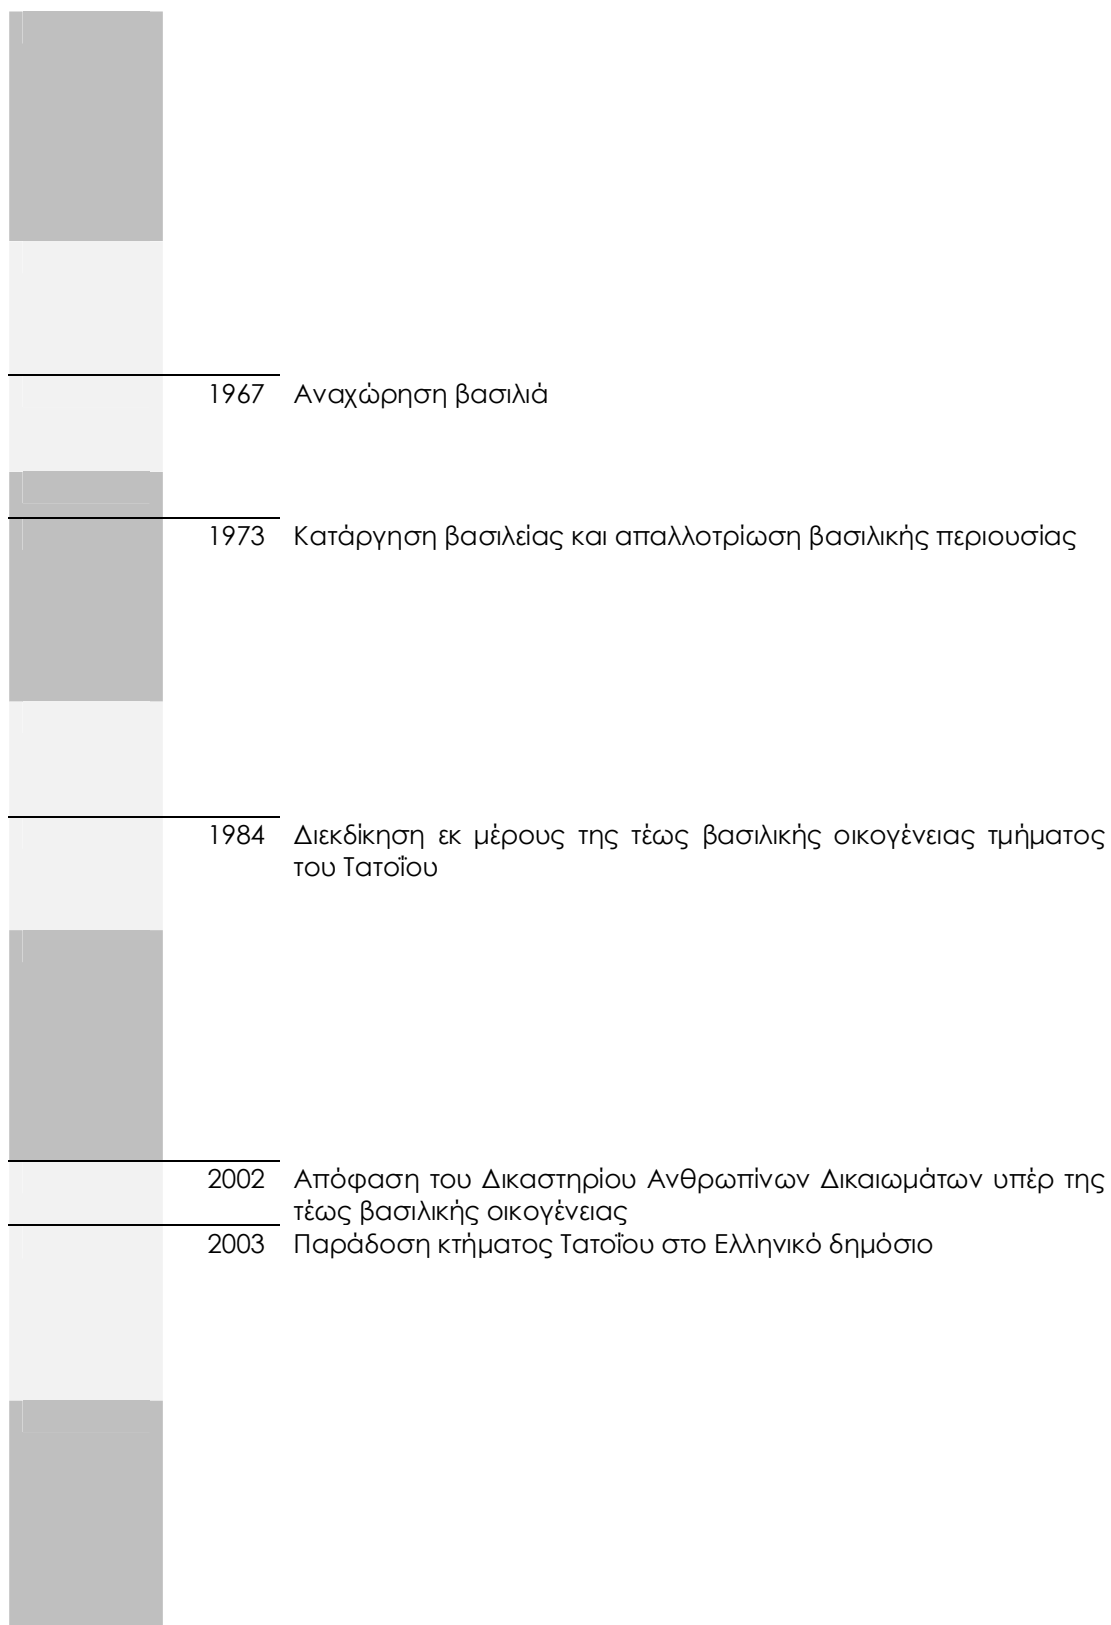 1967 Αναχώρηση βασιλιά
1973 Κατάργηση βασιλείας και απαλλοτρίωση βασιλικής περιουσίας
1984 Διεκδίκηση εκ μέρους της τέως βασιλικής οικογένειας τμήματος
του Τατοΐου
2002 Απόφαση του Δικαστηρίου Ανθρωπίνων Δικαιωμάτων υπέρ της
τέως βασιλικής οικογένειας
2003 Παράδοση κτήματος Τατοΐου στο Ελληνικό δημόσιο